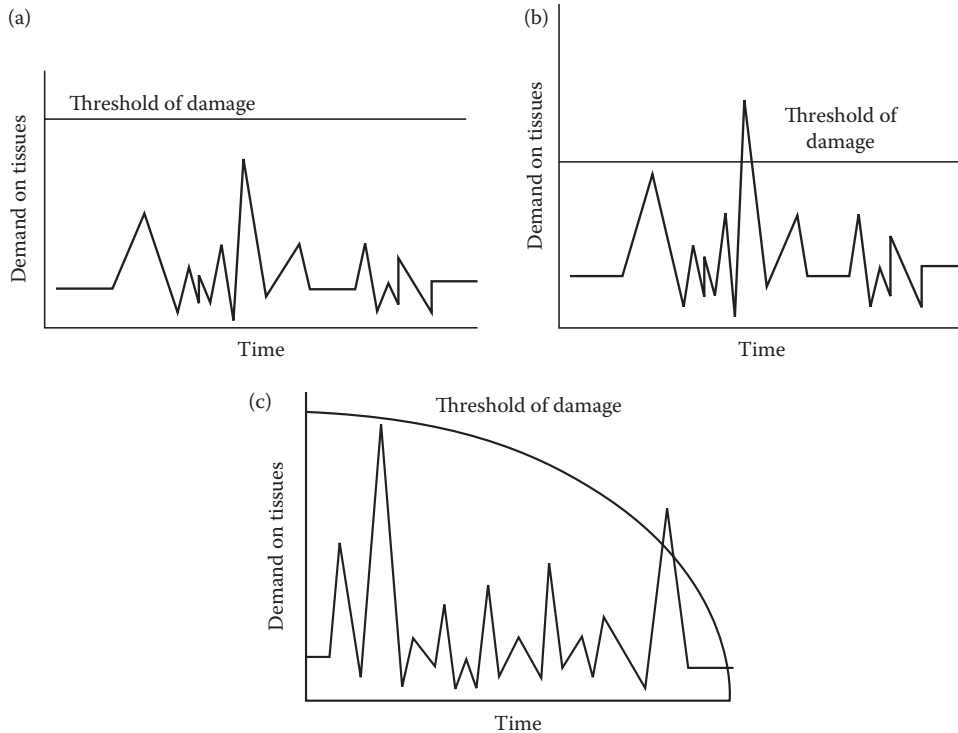 (a)
Threshold of damage
Demand on tissues
Time
(b)
Threshold of
damage
Demand on tissues
Time
(c)
Threshold of damage
Demand on tissues
Time